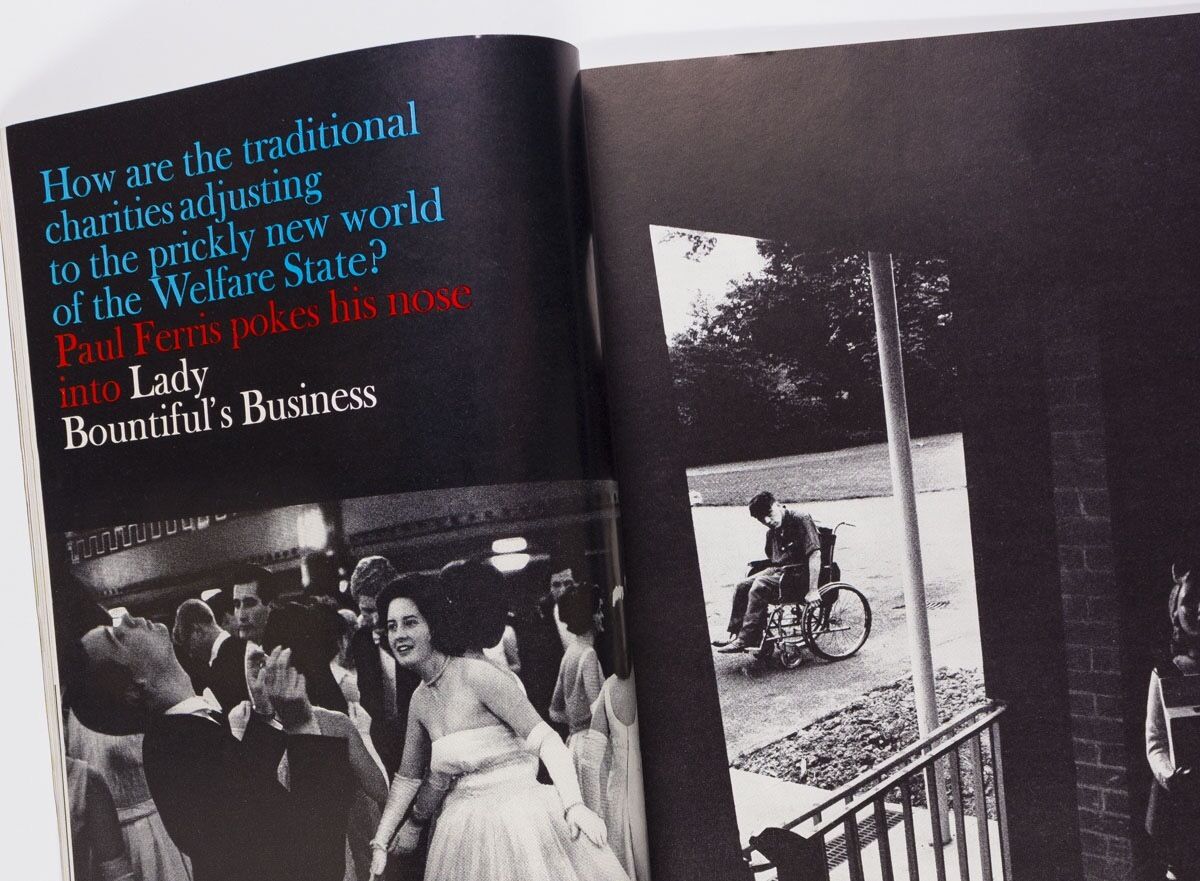 How are the traditional
charities adjusting
to the prickly new world
of the Welfare State?
Paul Ferris pokes his nose
into Lady
Bountiful's Business